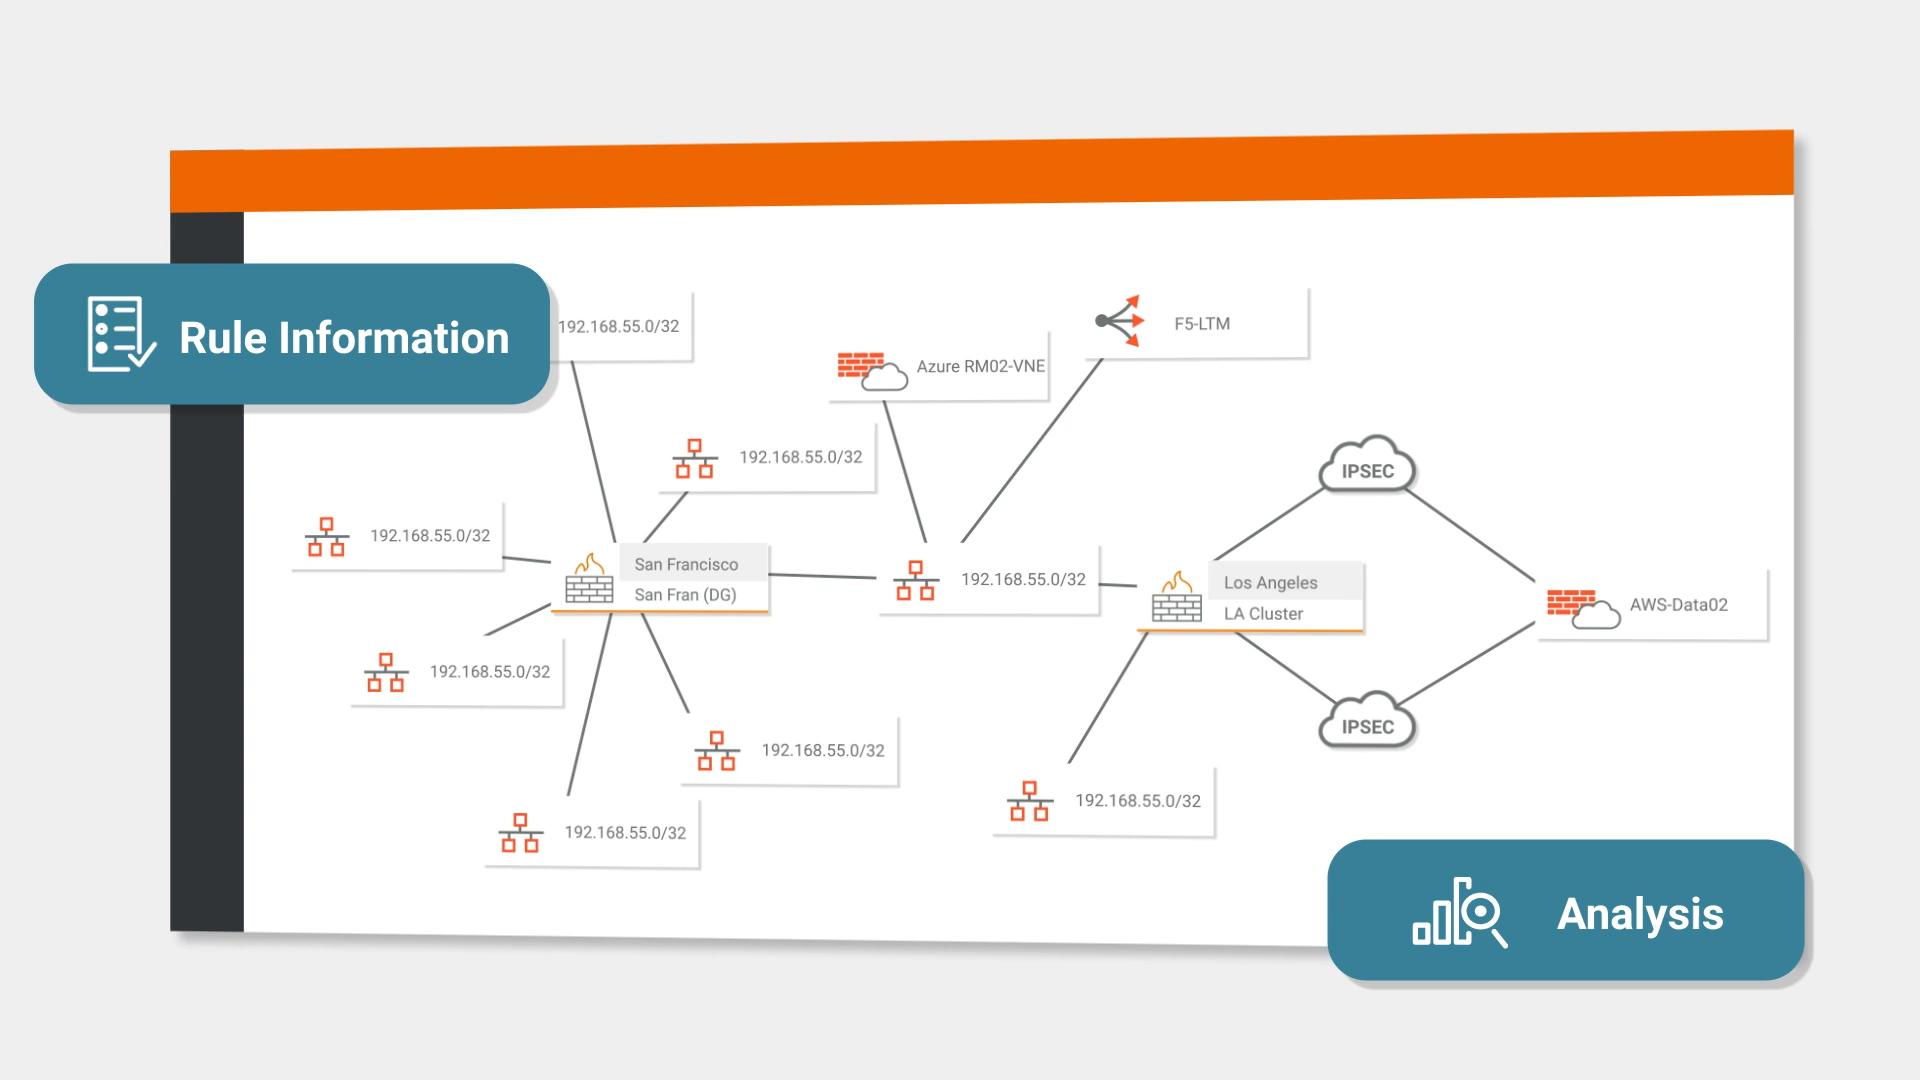 Rule Information
192.168.55.0/32
F5-LTM
Azure RM02-VNE
192.168.55.0/32
IPSEC
192.168.55.0/32
San Francisco
San Fran (DG)
192.168.55.0/32
Los Angeles
LA Cluster
AWS-Data02
192.168.55.0/32
IPSEC
192.168.55.0/32
192.168.55.0/32
192.168.55.0/32
Analysis